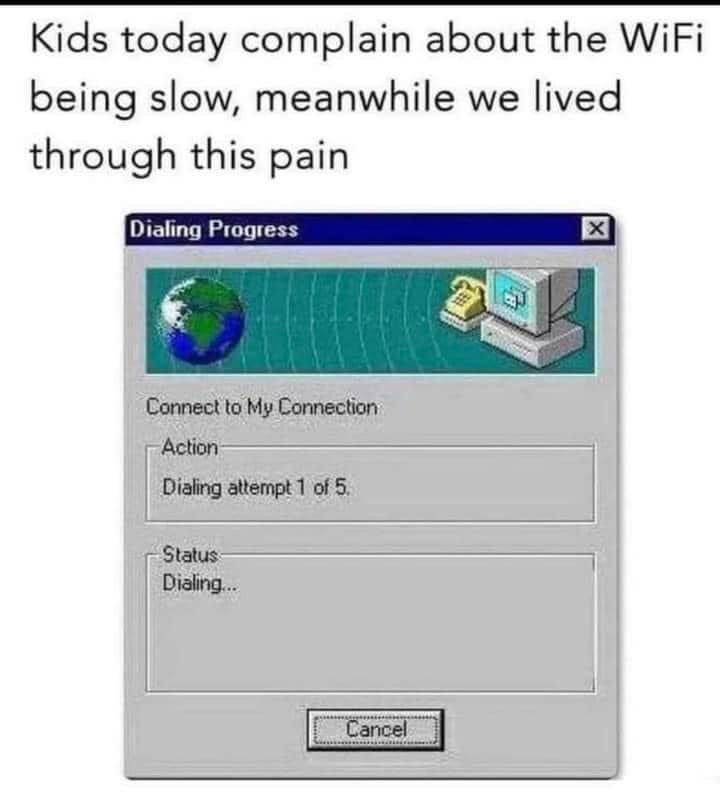 Kids today complain about the WiFi
being slow, meanwhile we lived
through this pain
Dialing Progress
Connect to My Connection
Action
Dialing attempt 1 of 5.
Status
Dialing...
Cancel